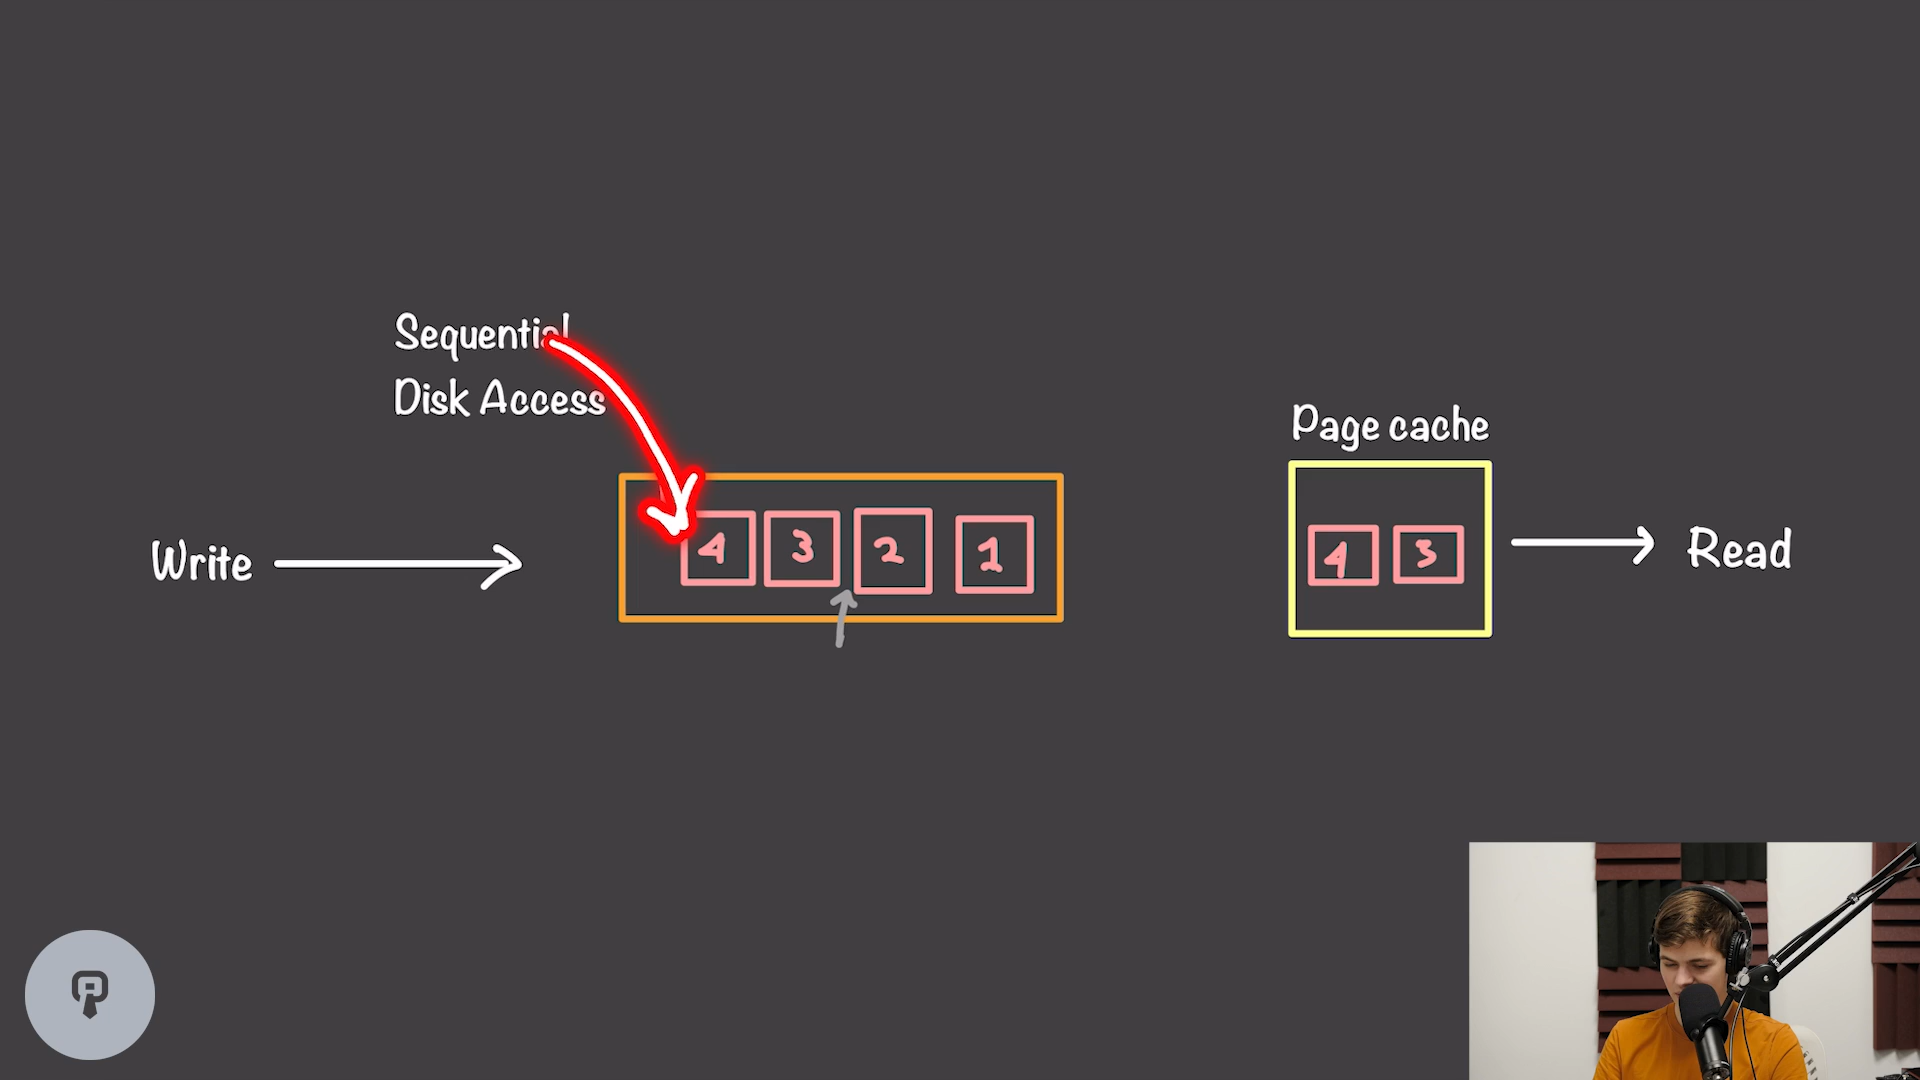 Sequential
Disk Access
Page cache
Write
4 3 2 1
4 3
Read